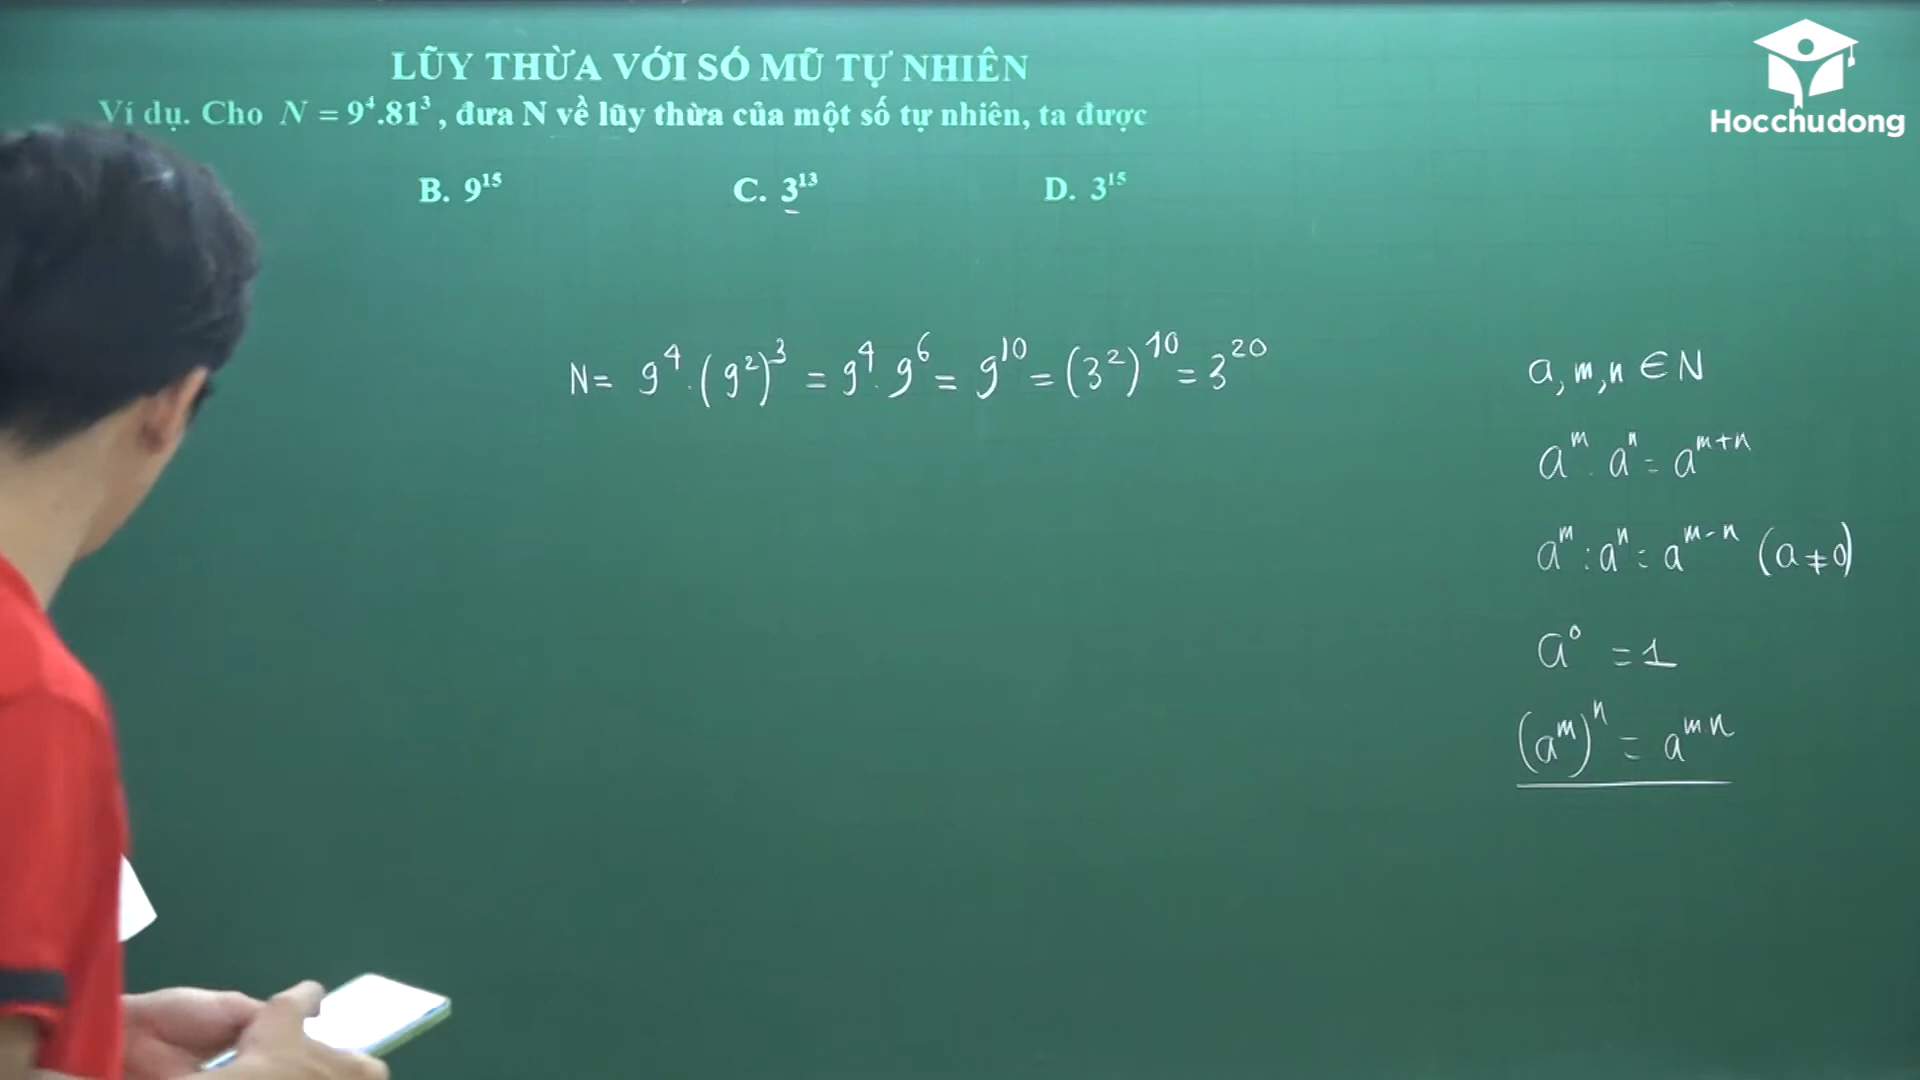 LŨY THỪA VỚI SỐ MŨ TỰ NHIÊN
Ví dụ. Cho N = 9⁴.81³, đưa N về lũy thừa của một số tự nhiên, ta được
B. 9¹⁵ C. 3¹³ D. 3¹⁵
Hocchudong
N = 9⁴.(9²)³ = 9⁴.9⁶ = 9¹⁰ = (3²)¹⁰ = 3²⁰
a, m, n ∈ N
aᵐ.aⁿ = aᵐ⁺ⁿ
aᵐ:aⁿ = aᵐ⁻ⁿ (a ≠ 0)
a⁰ = 1
(aᵐ)ⁿ = aᵐ·ⁿ